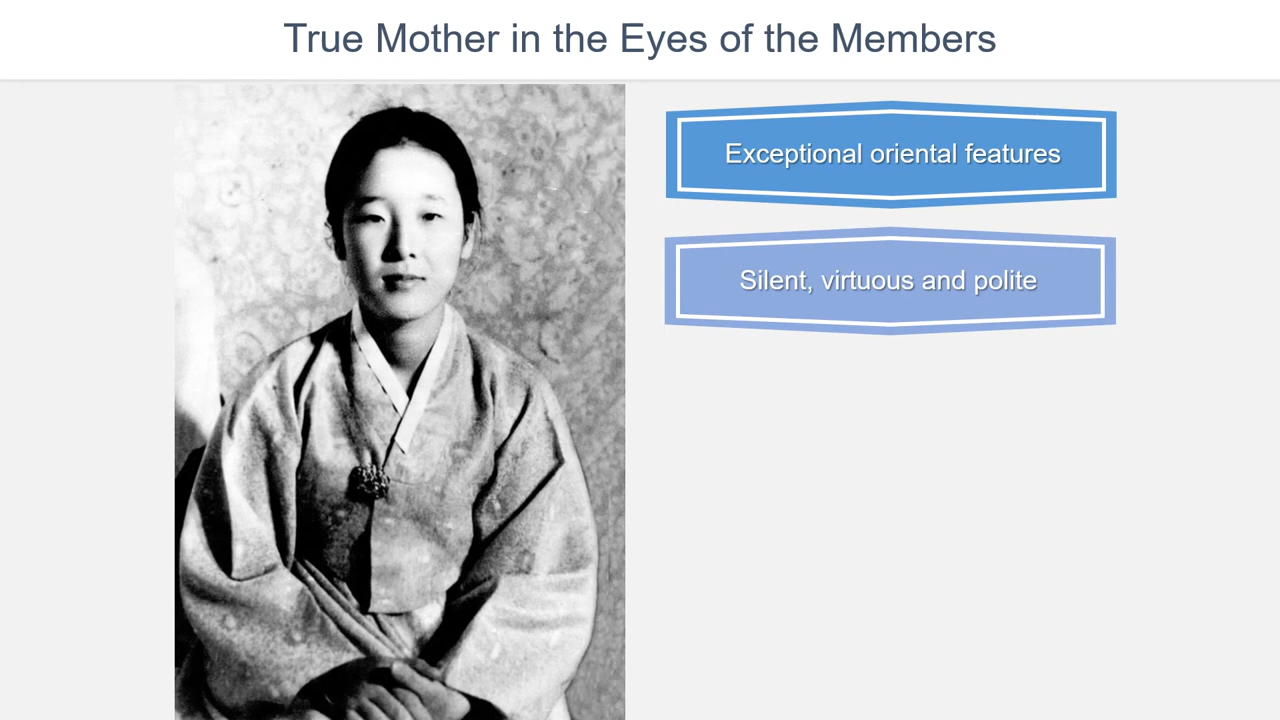 True Mother in the Eyes of the Members
Exceptional oriental features
Silent, virtuous and polite